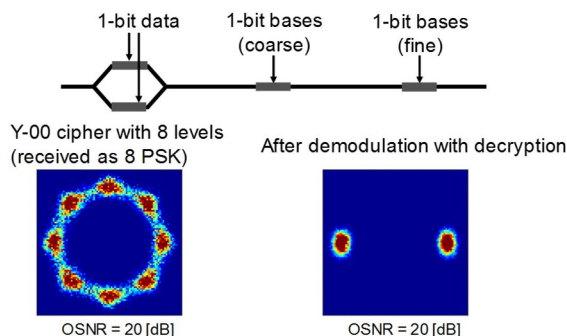 1-bit data
1-bit bases
(coarse)
1-bit bases
(fine)
Y-00 cipher with 8 levels
(received as 8 PSK)
After demodulation with decryption
OSNR = 20 [dB]
OSNR = 20 [dB]